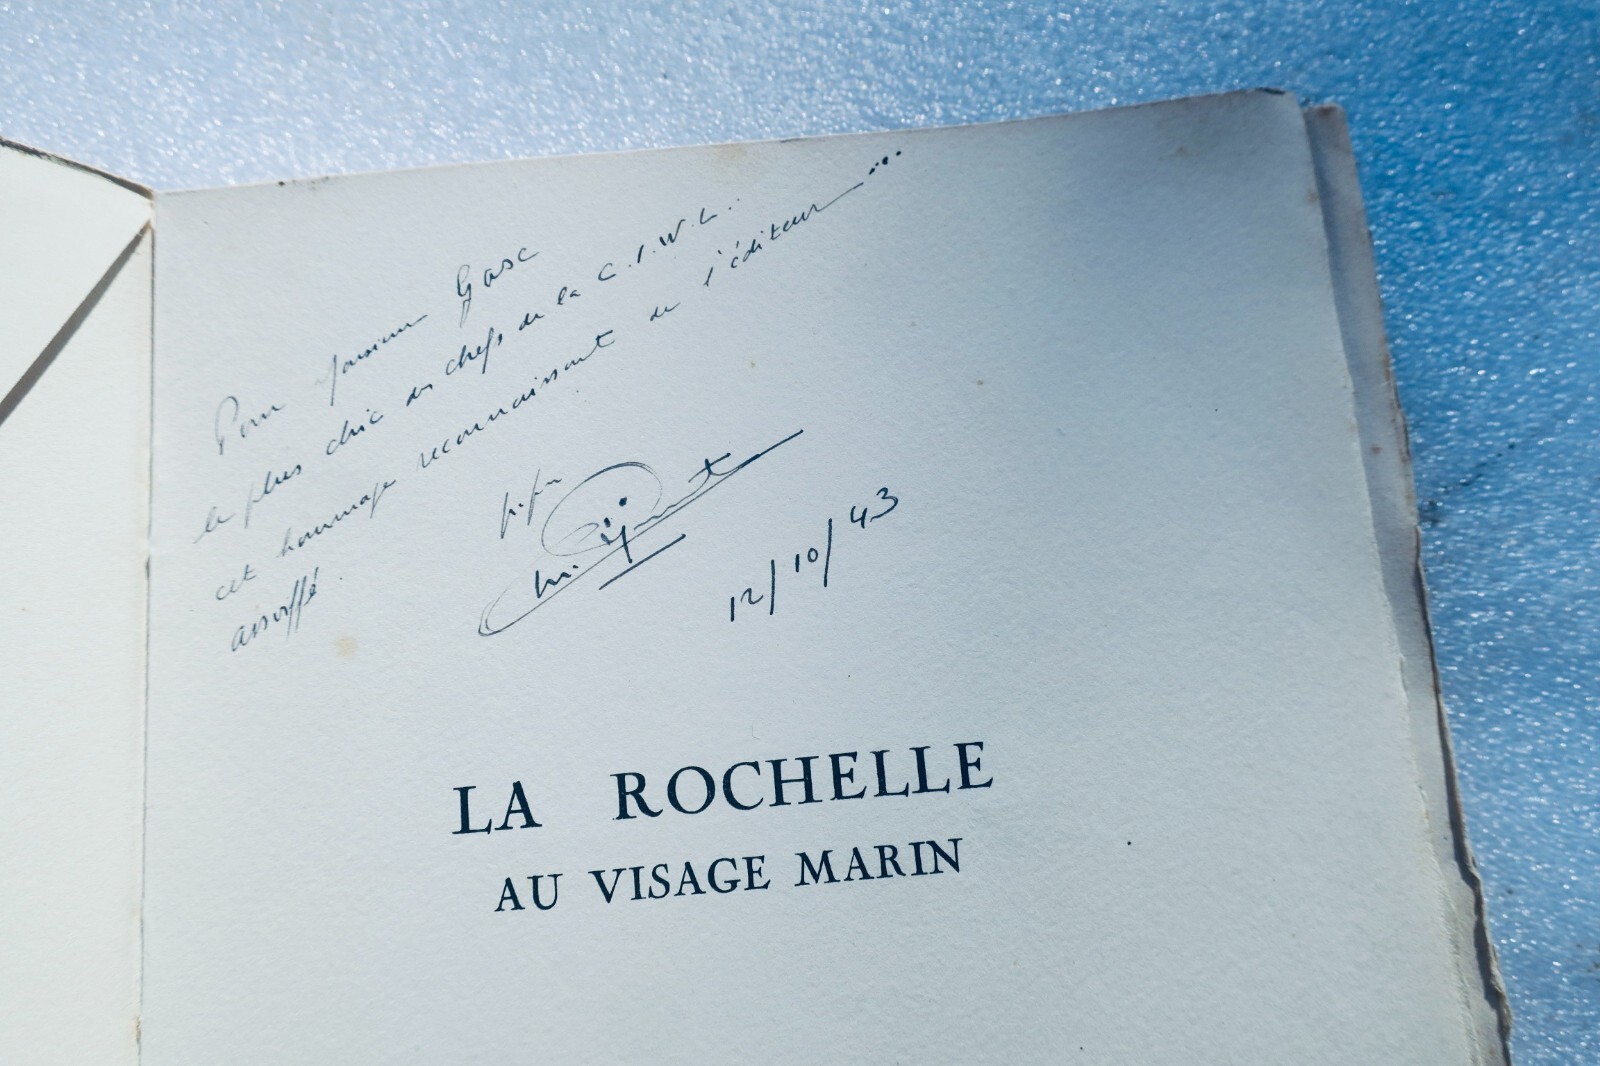 Pour Monsieur Gasc
le plus chic des chefs de la C.I.W.L.
cet hommage reconnaissant de l'éditeur...
assoiffé.
12/10/43
LA ROCHELLE
AU VISAGE MARIN